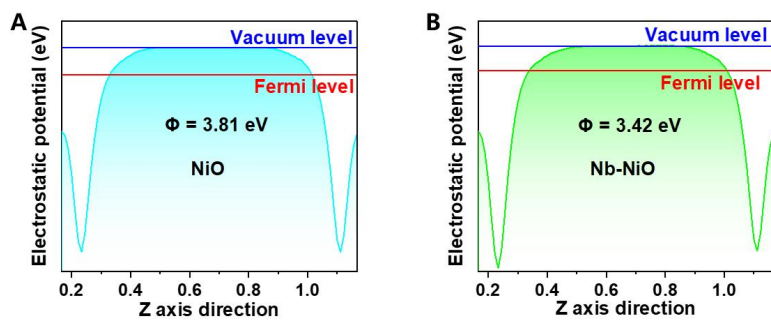 A
Electrostatic potential (eV)
Vacuum level
Fermi level
Φ = 3.81 eV
NiO
0.2 0.4 0.6 0.8 1.0
Z axis direction
B
Electrostatic potential (eV)
Vacuum level
Fermi level
Φ = 3.42 eV
Nb-NiO
0.2 0.4 0.6 0.8 1.0
Z axis direction